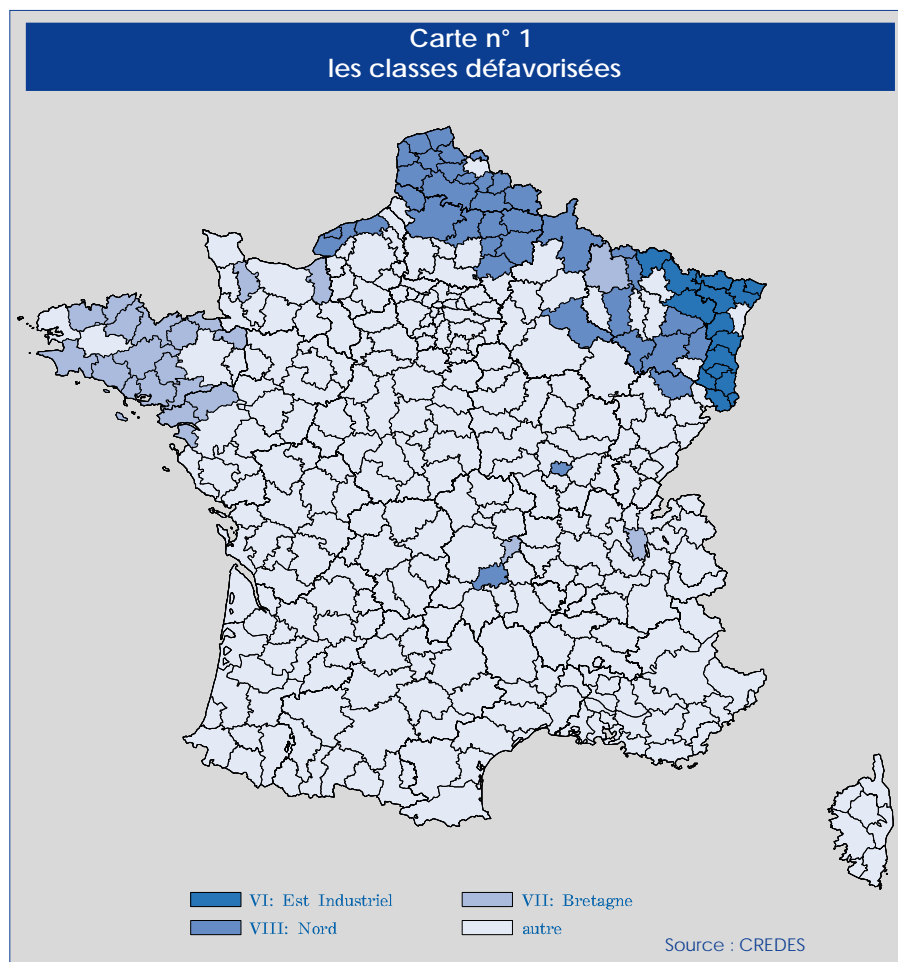 Carte n° 1
les classes défavorisées
VI: Est Industriel
VII: Bretagne
VIII: Nord
autre
Source : CREDES